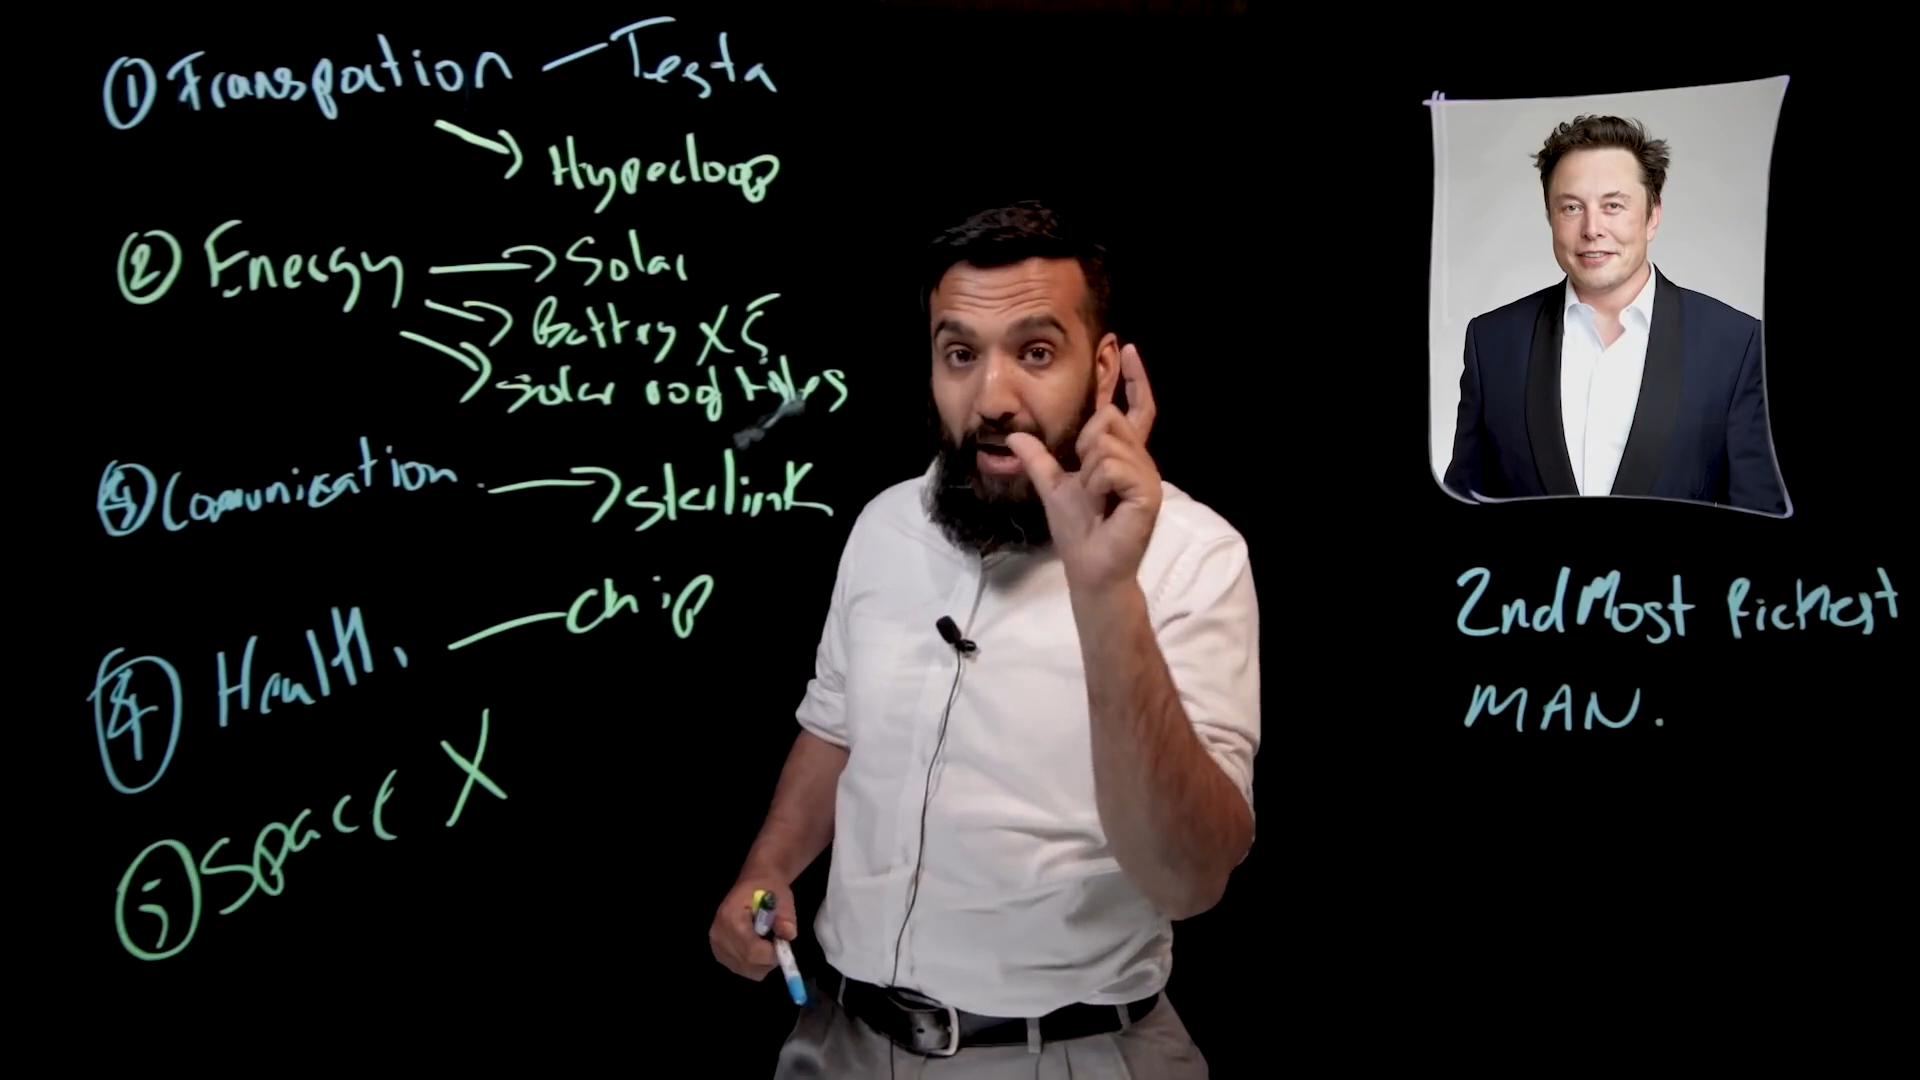 ① Transpation — Tesla
→ Hyperloop
② Energy → Solar
→ Battery X
→ Solar roof tiles
Comunication. → Starlink
④ Health, — chip
⑤ Space X
2nd Most Richest
MAN.